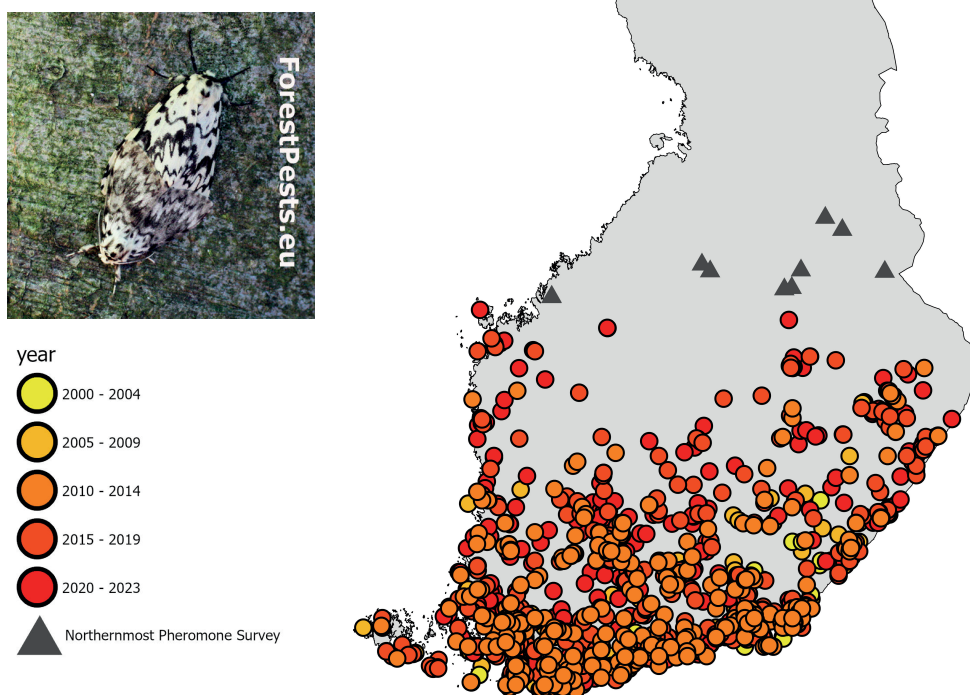 ForestPests.eu
year
2000 - 2004
2005 - 2009
2010 - 2014
2015 - 2019
2020 - 2023
Northernmost Pheromone Survey